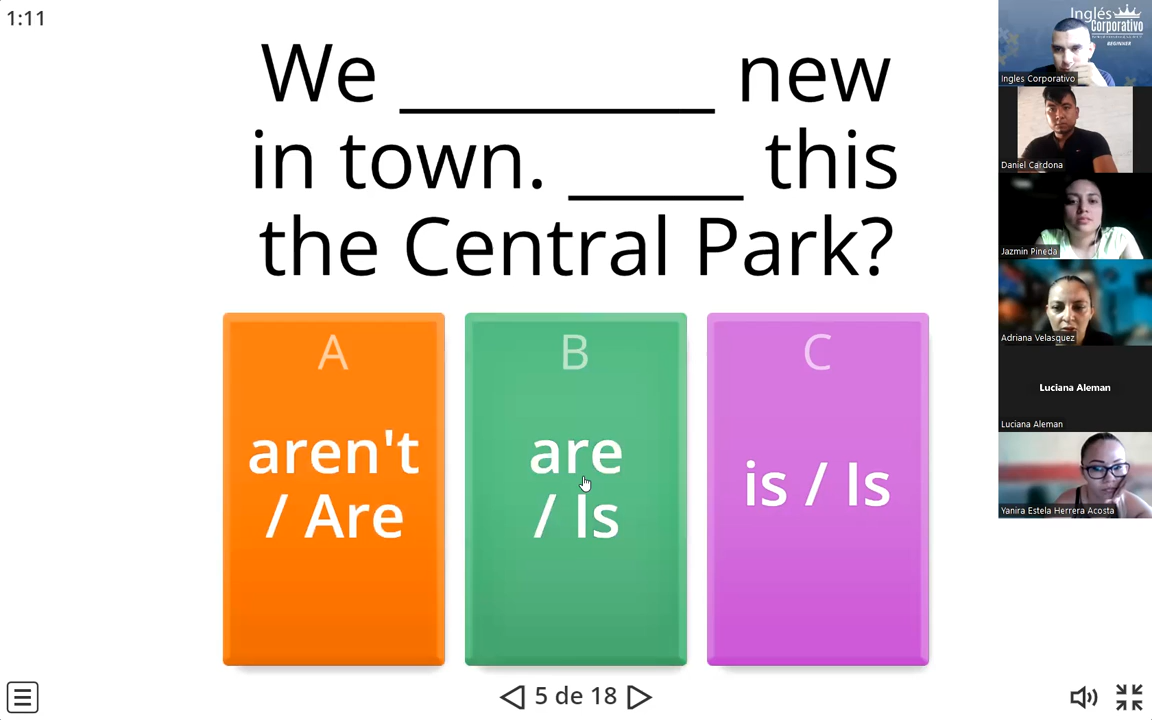 1:11
We _________ new
in town. _____ this
the Central Park?
A
aren't
/ Are
B
are
/ Is
C
is / Is
5 de 18
Inglés
Corporativo
BEGINNER
Ingles Corporativo
Daniel Cardona
Jazmin Pineda
Adriana Velasquez
Luciana Aleman
Luciana Aleman
Yanira Estela Herrera Acosta